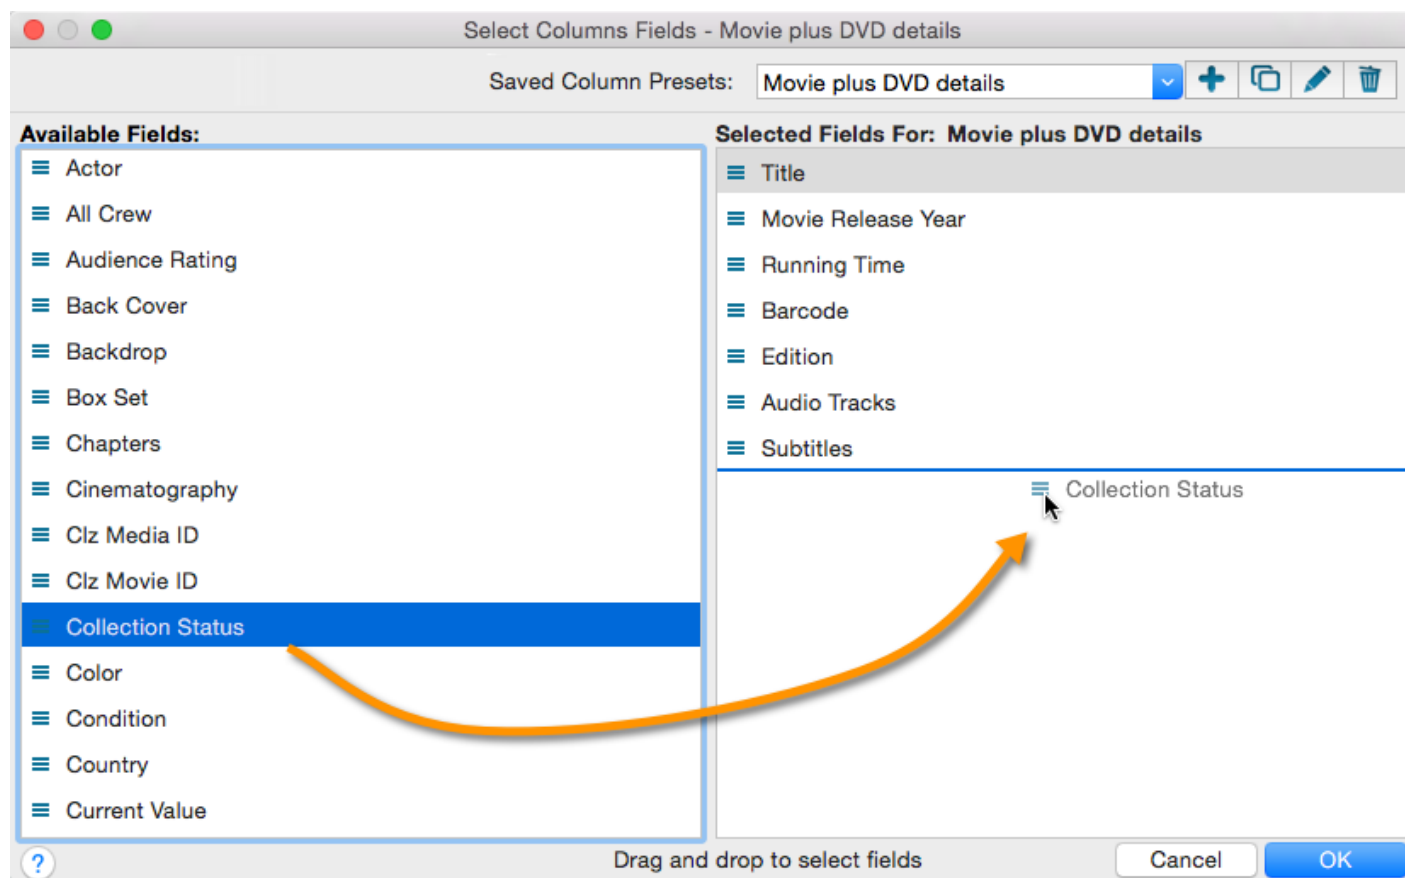 Select Columns Fields - Movie plus DVD details
Saved Column Presets: Movie plus DVD details
Available Fields:
Actor
All Crew
Audience Rating
Back Cover
Backdrop
Box Set
Chapters
Cinematography
Clz Media ID
Clz Movie ID
Collection Status
Color
Condition
Country
Current Value
Selected Fields For: Movie plus DVD details
Title
Movie Release Year
Running Time
Barcode
Edition
Audio Tracks
Subtitles
Collection Status
?
Drag and drop to select fields
Cancel
OK